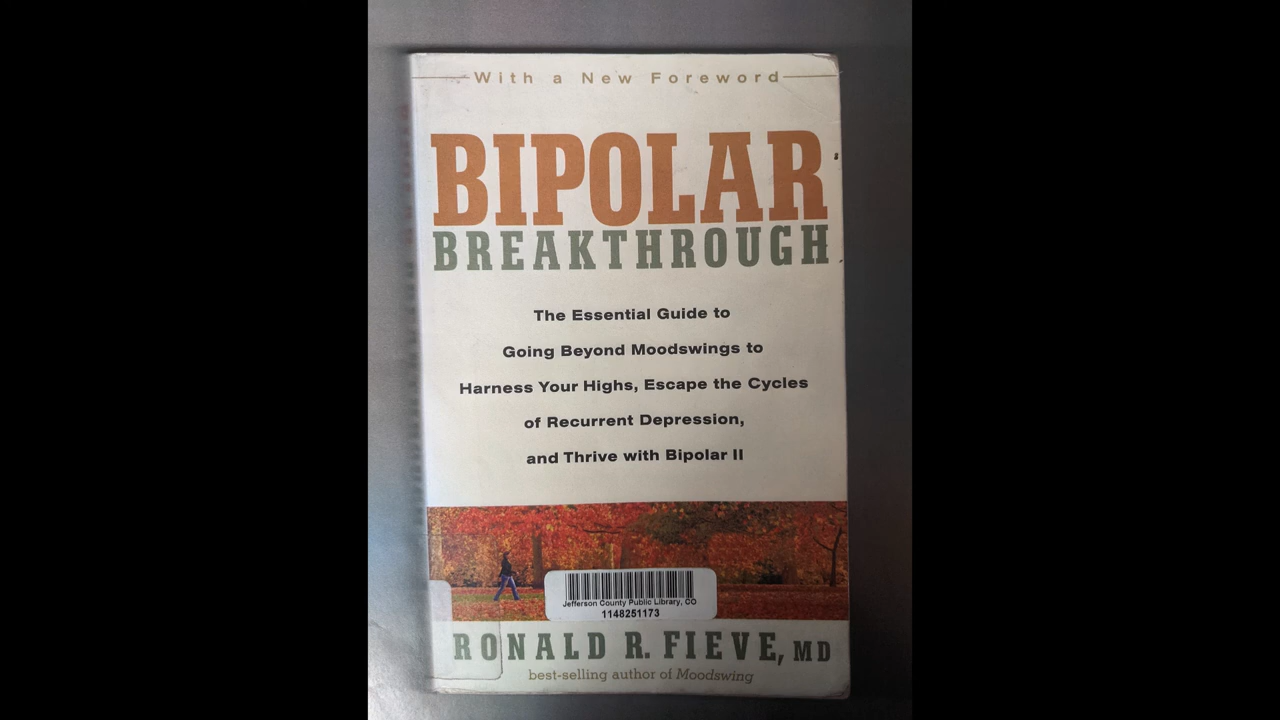 With a New Foreword
BIPOLAR
BREAKTHROUGH
The Essential Guide to
Going Beyond Moodswings to
Harness Your Highs, Escape the Cycles
of Recurrent Depression,
and Thrive with Bipolar II
Jefferson County Public Library, CO
1148251173
RONALD R. FIEVE, MD
best-selling author of Moodswing